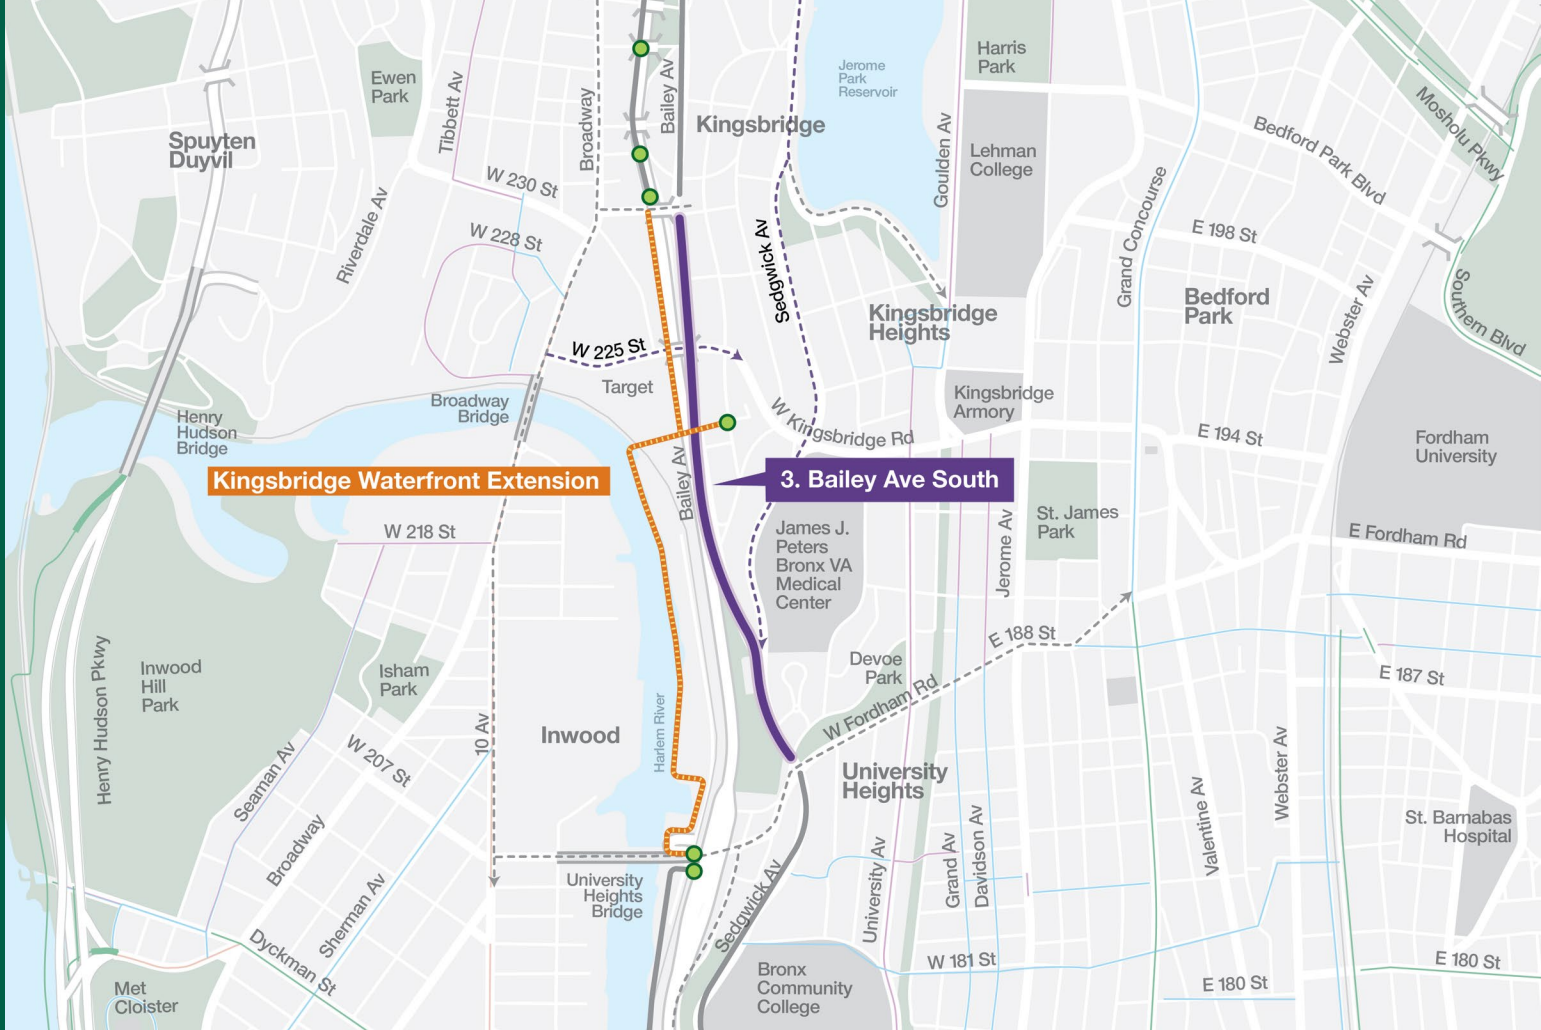 Harris
Park
Jerome
Park
Reservoir
Ewen
Park
Bailey Av
Tibbett Av
Broadway
Kingsbridge
Mosholu Pkwy
Spuyten
Duyvil
Goulden Av
Lehman
College
Bedford Park Blvd
W 230 St
Grand Concourse
Riverdale Av
W 228 St
Sedgwick Av
E 198 St
Bedford
Park
Webster Av
Southern Blvd
Kingsbridge
Heights
W 225 St
Target
Kingsbridge
Armory
Broadway
Bridge
Henry
Hudson
Bridge
W Kingsbridge Rd
E 194 St
Fordham
University
Kingsbridge Waterfront Extension
Bailey Av
3. Bailey Ave South
W 218 St
St. James
Park
James J.
Peters
Bronx VA
Medical
Center
Jerome Av
E Fordham Rd
E 188 St
Henry Hudson Pkwy
Inwood
Hill
Park
Isham
Park
Devoe
Park
E 187 St
W Fordham Rd
10 Av
Inwood
Harlem River
W 207 St
Seaman Av
University
Heights
Webster Av
Valentine Av
St. Barnabas
Hospital
Broadway
Grand Av
Davidson Av
University Av
Sherman Av
University
Heights
Bridge
Sedgwick Av
Dyckman St
W 181 St
E 180 St
E 180 St
Bronx
Community
College
Met
Cloister